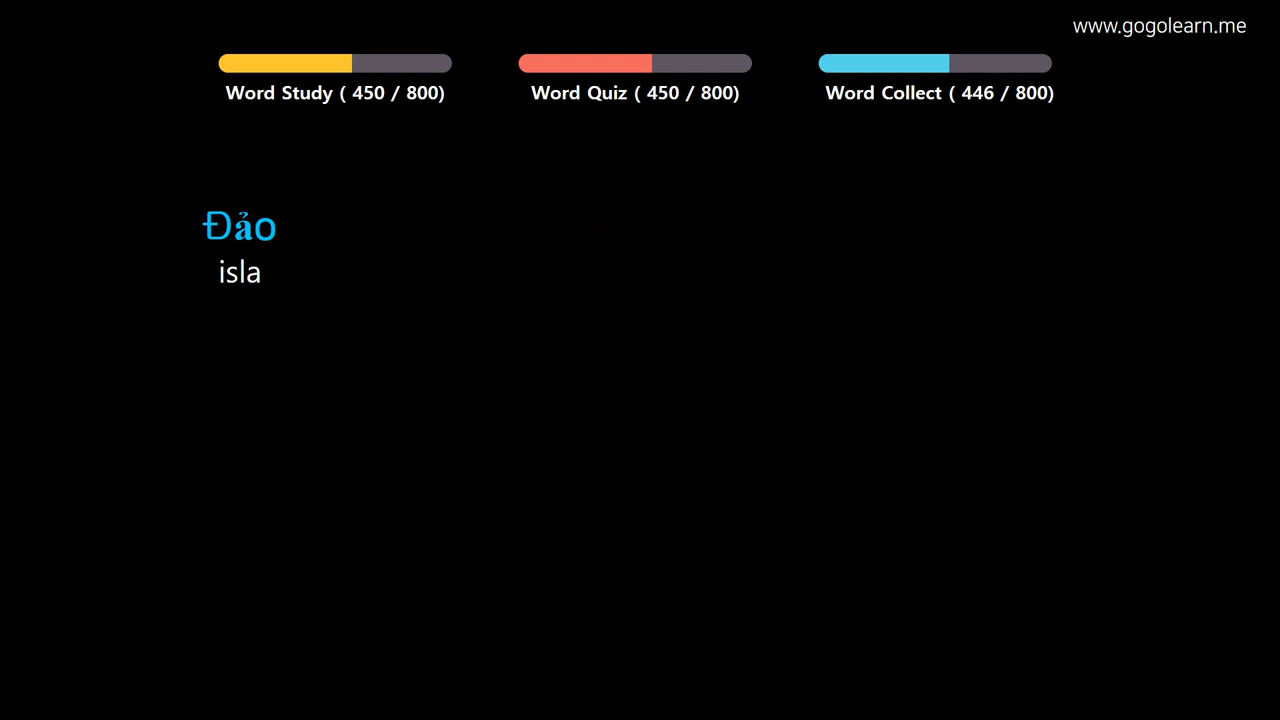 www.gogolearn.me
Word Study ( 450 / 800)
Word Quiz ( 450 / 800)
Word Collect ( 446 / 800)
Đảo
isla